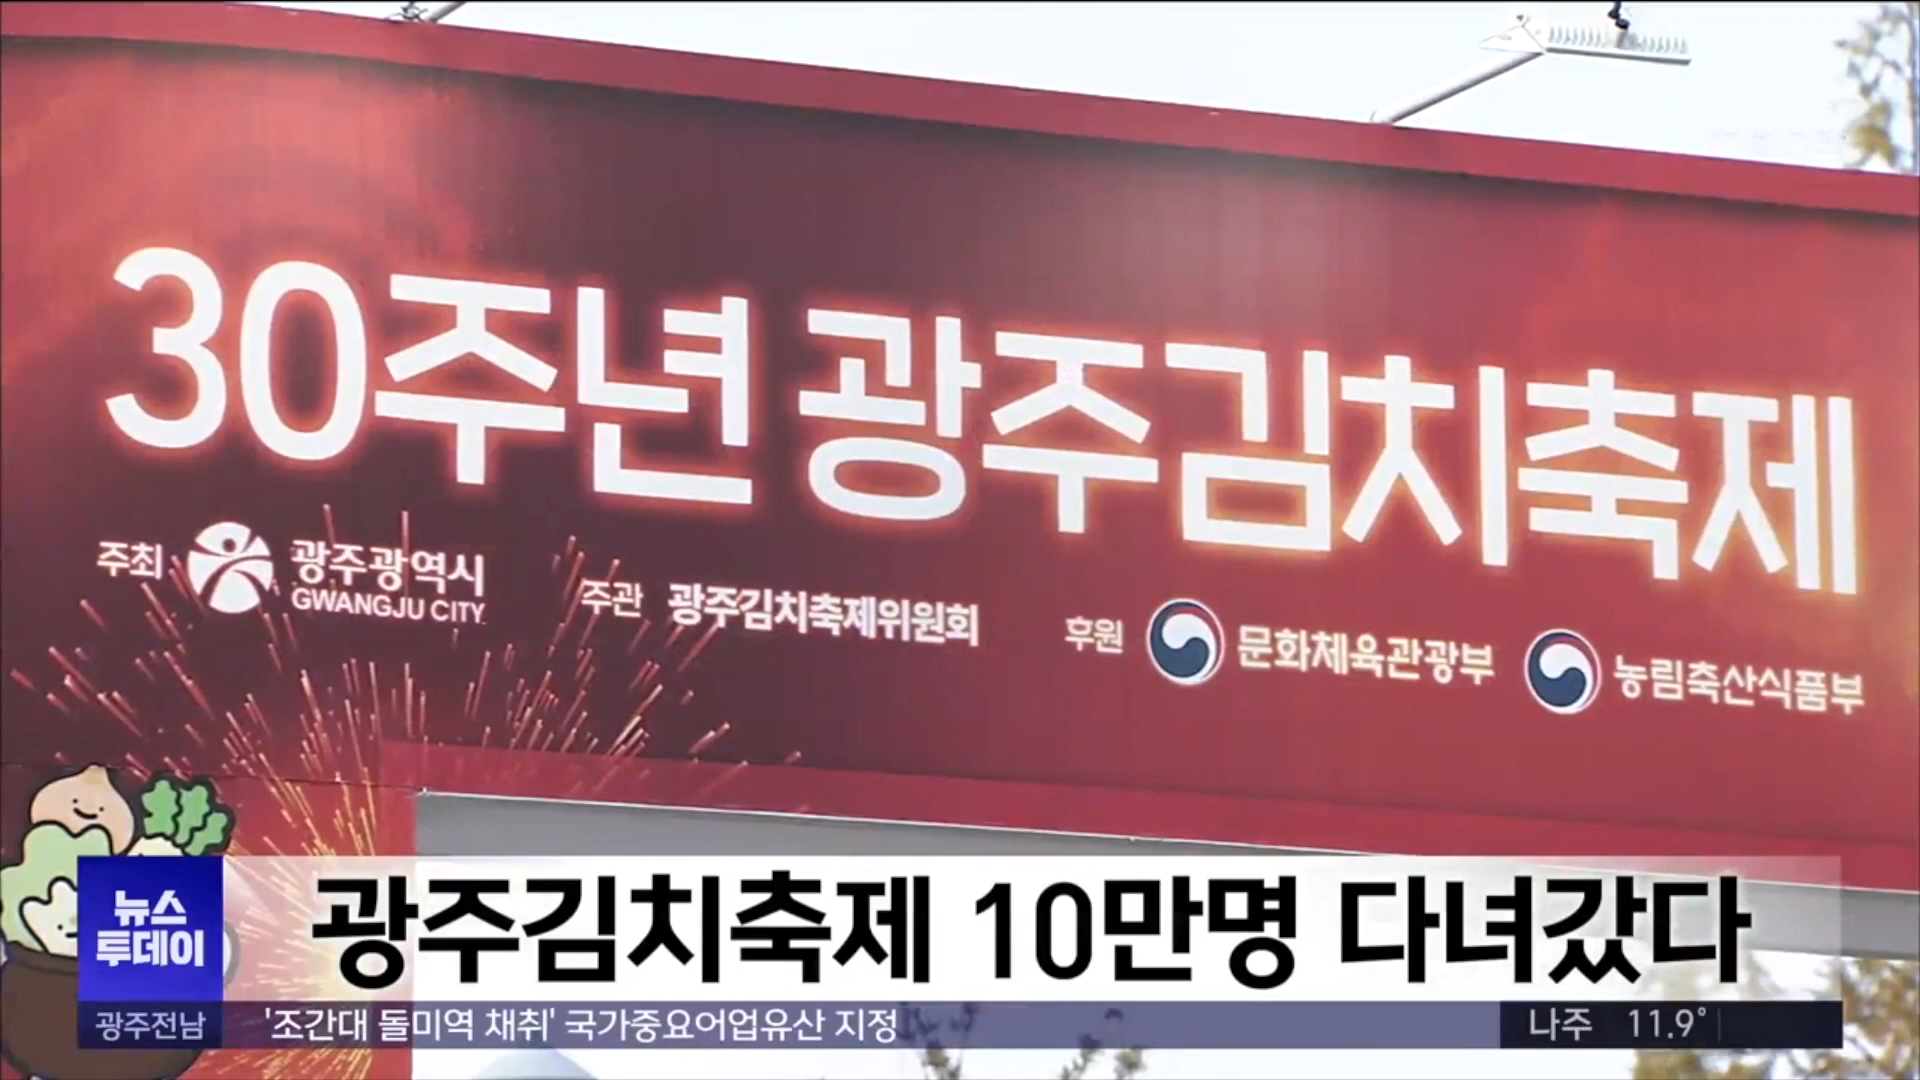 30주년 광주김치축제
주최 광주광역시
GWANGJU CITY
주관 광주김치축제위원회
후원 문화체육관광부 농림축산식품부
뉴스
투데이
광주김치축제 10만명 다녀갔다
광주전남
'조간대 돌미역 채취' 국가중요어업유산 지정
나주 11.9°